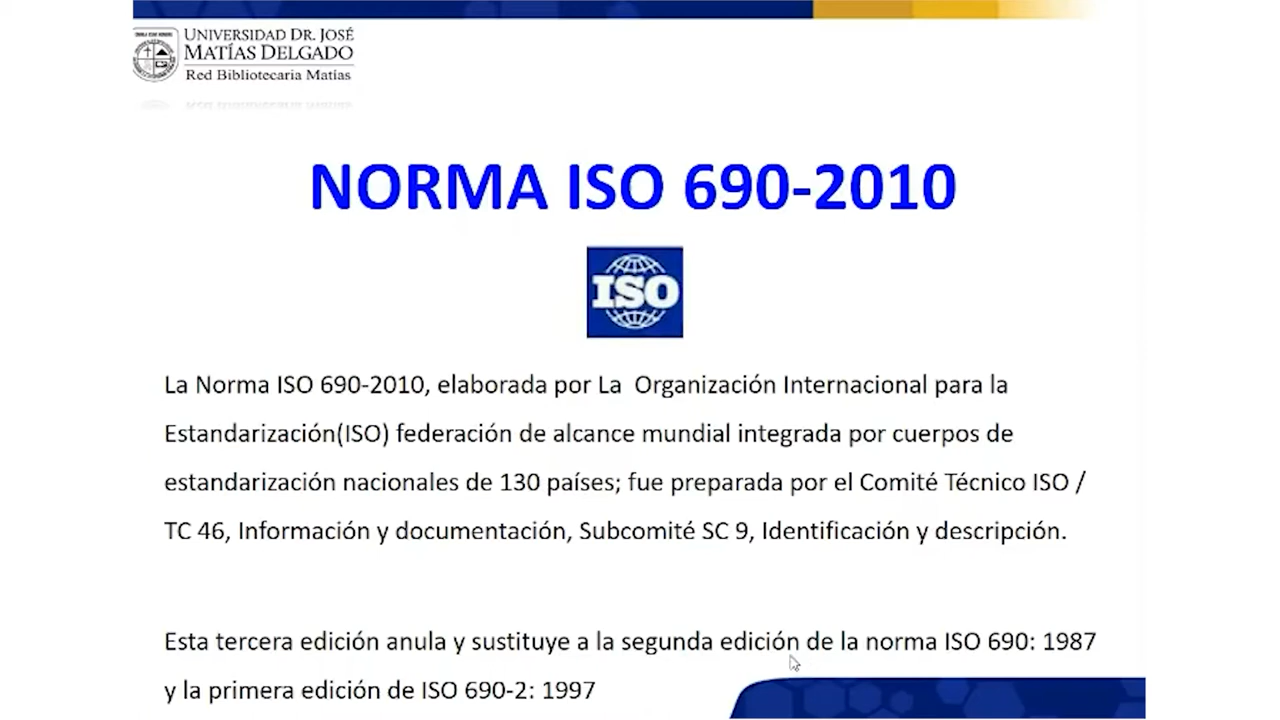 UNIVERSIDAD DR. JOSÉ
MATÍAS DELGADO
Red Bibliotecaria Matías
NORMA ISO 690-2010
ISO
La Norma ISO 690-2010, elaborada por La  Organización Internacional para la
Estandarización(ISO) federación de alcance mundial integrada por cuerpos de
estandarización nacionales de 130 países; fue preparada por el Comité Técnico ISO /
TC 46, Información y documentación, Subcomité SC 9, Identificación y descripción.
Esta tercera edición anula y sustituye a la segunda edición de la norma ISO 690: 1987
y la primera edición de ISO 690-2: 1997